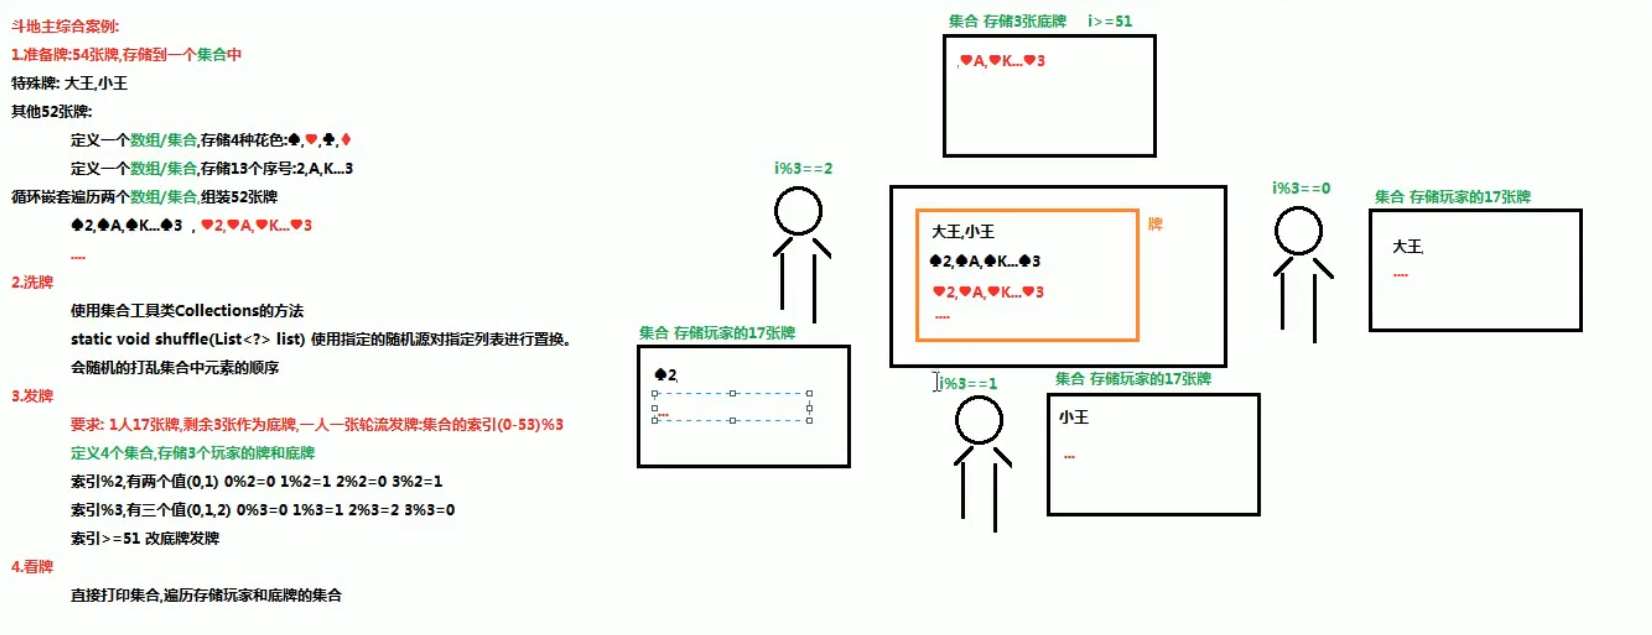 斗地主综合案例:
1.准备牌:54张牌,存储到一个集合中
特殊牌: 大王,小王
其他52张牌:
定义一个数组/集合,存储4种花色:♠,♥,♣,♦
定义一个数组/集合,存储13个序号:2,A,K...3
循环嵌套遍历两个数组/集合,组装52张牌
♠2,♠A,♠K...♠3 ,♥2,♥A,♥K...♥3
....
2.洗牌
使用集合工具类Collections的方法
static void shuffle(List<?> list) 使用指定的随机源对指定列表进行置换。
会随机的打乱集合中元素的顺序
3.发牌
要求: 1人17张牌,剩余3张作为底牌,一人一张轮流发牌:集合的索引(0-53)%3
定义4个集合,存储3个玩家的牌和底牌
索引%2,有两个值(0,1) 0%2=0 1%2=1 2%2=0 3%2=1
索引%3,有三个值(0,1,2) 0%3=0 1%3=1 2%3=2 3%3=0
索引>=51 改底牌发牌
4.看牌
直接打印集合,遍历存储玩家和底牌的集合
集合 存储3张底牌 i>=51
,♥A,♥K...♥3
i%3==2
集合 存储玩家的17张牌
♠2,
...
牌
大王,小王
♠2,♠A,♠K...♠3
♥2,♥A,♥K...♥3
....
i%3==0
集合 存储玩家的17张牌
大王,
....
i%3==1
集合 存储玩家的17张牌
小王
...